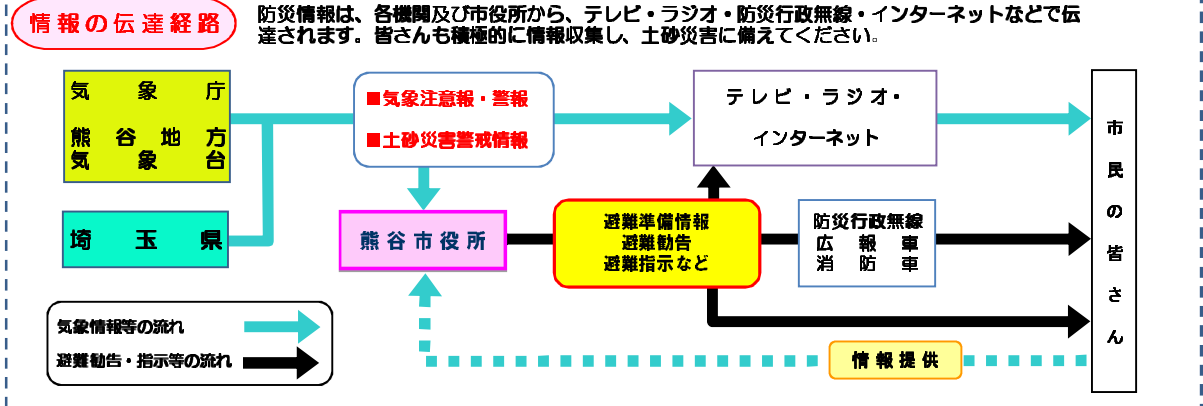 情報の伝達経路
防災情報は、各機関及び市役所から、テレビ・ラジオ・防災行政無線・インターネットなどで伝
達されます。皆さんも積極的に情報収集し、土砂災害に備えてください。
気象庁
熊谷地方
気象台
■気象注意報・警報
■土砂災害警戒情報
テレビ・ラジオ・
インターネット
市民の皆さん
埼玉県
熊谷市役所
避難準備情報
避難勧告
避難指示など
防災行政無線
広報車
消防車
気象情報等の流れ
避難勧告・指示等の流れ
情報提供